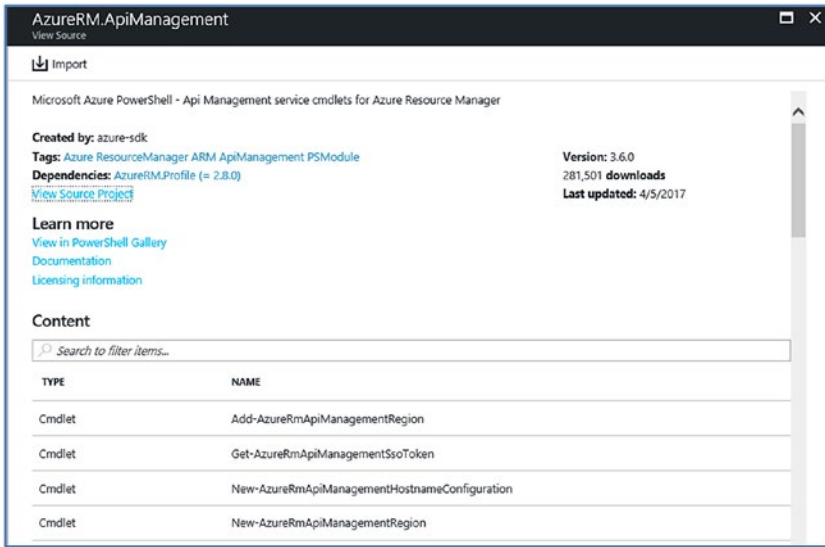 AzureRM.ApiManagement
View Source
Import
Microsoft Azure PowerShell - Api Management service cmdlets for Azure Resource Manager
Created by: azure-sdk
Tags: Azure ResourceManager ARM ApiManagement PSModule
Dependencies: AzureRM.Profile (= 2.8.0)
View Source Project
Version: 3.6.0
281,501 downloads
Last updated: 4/5/2017
Learn more
View in PowerShell Gallery
Documentation
Licensing information
Content
Search to filter items...
TYPE NAME
Cmdlet Add-AzureRmApiManagementRegion
Cmdlet Get-AzureRmApiManagementSsoToken
Cmdlet New-AzureRmApiManagementHostnameConfiguration
Cmdlet New-AzureRmApiManagementRegion